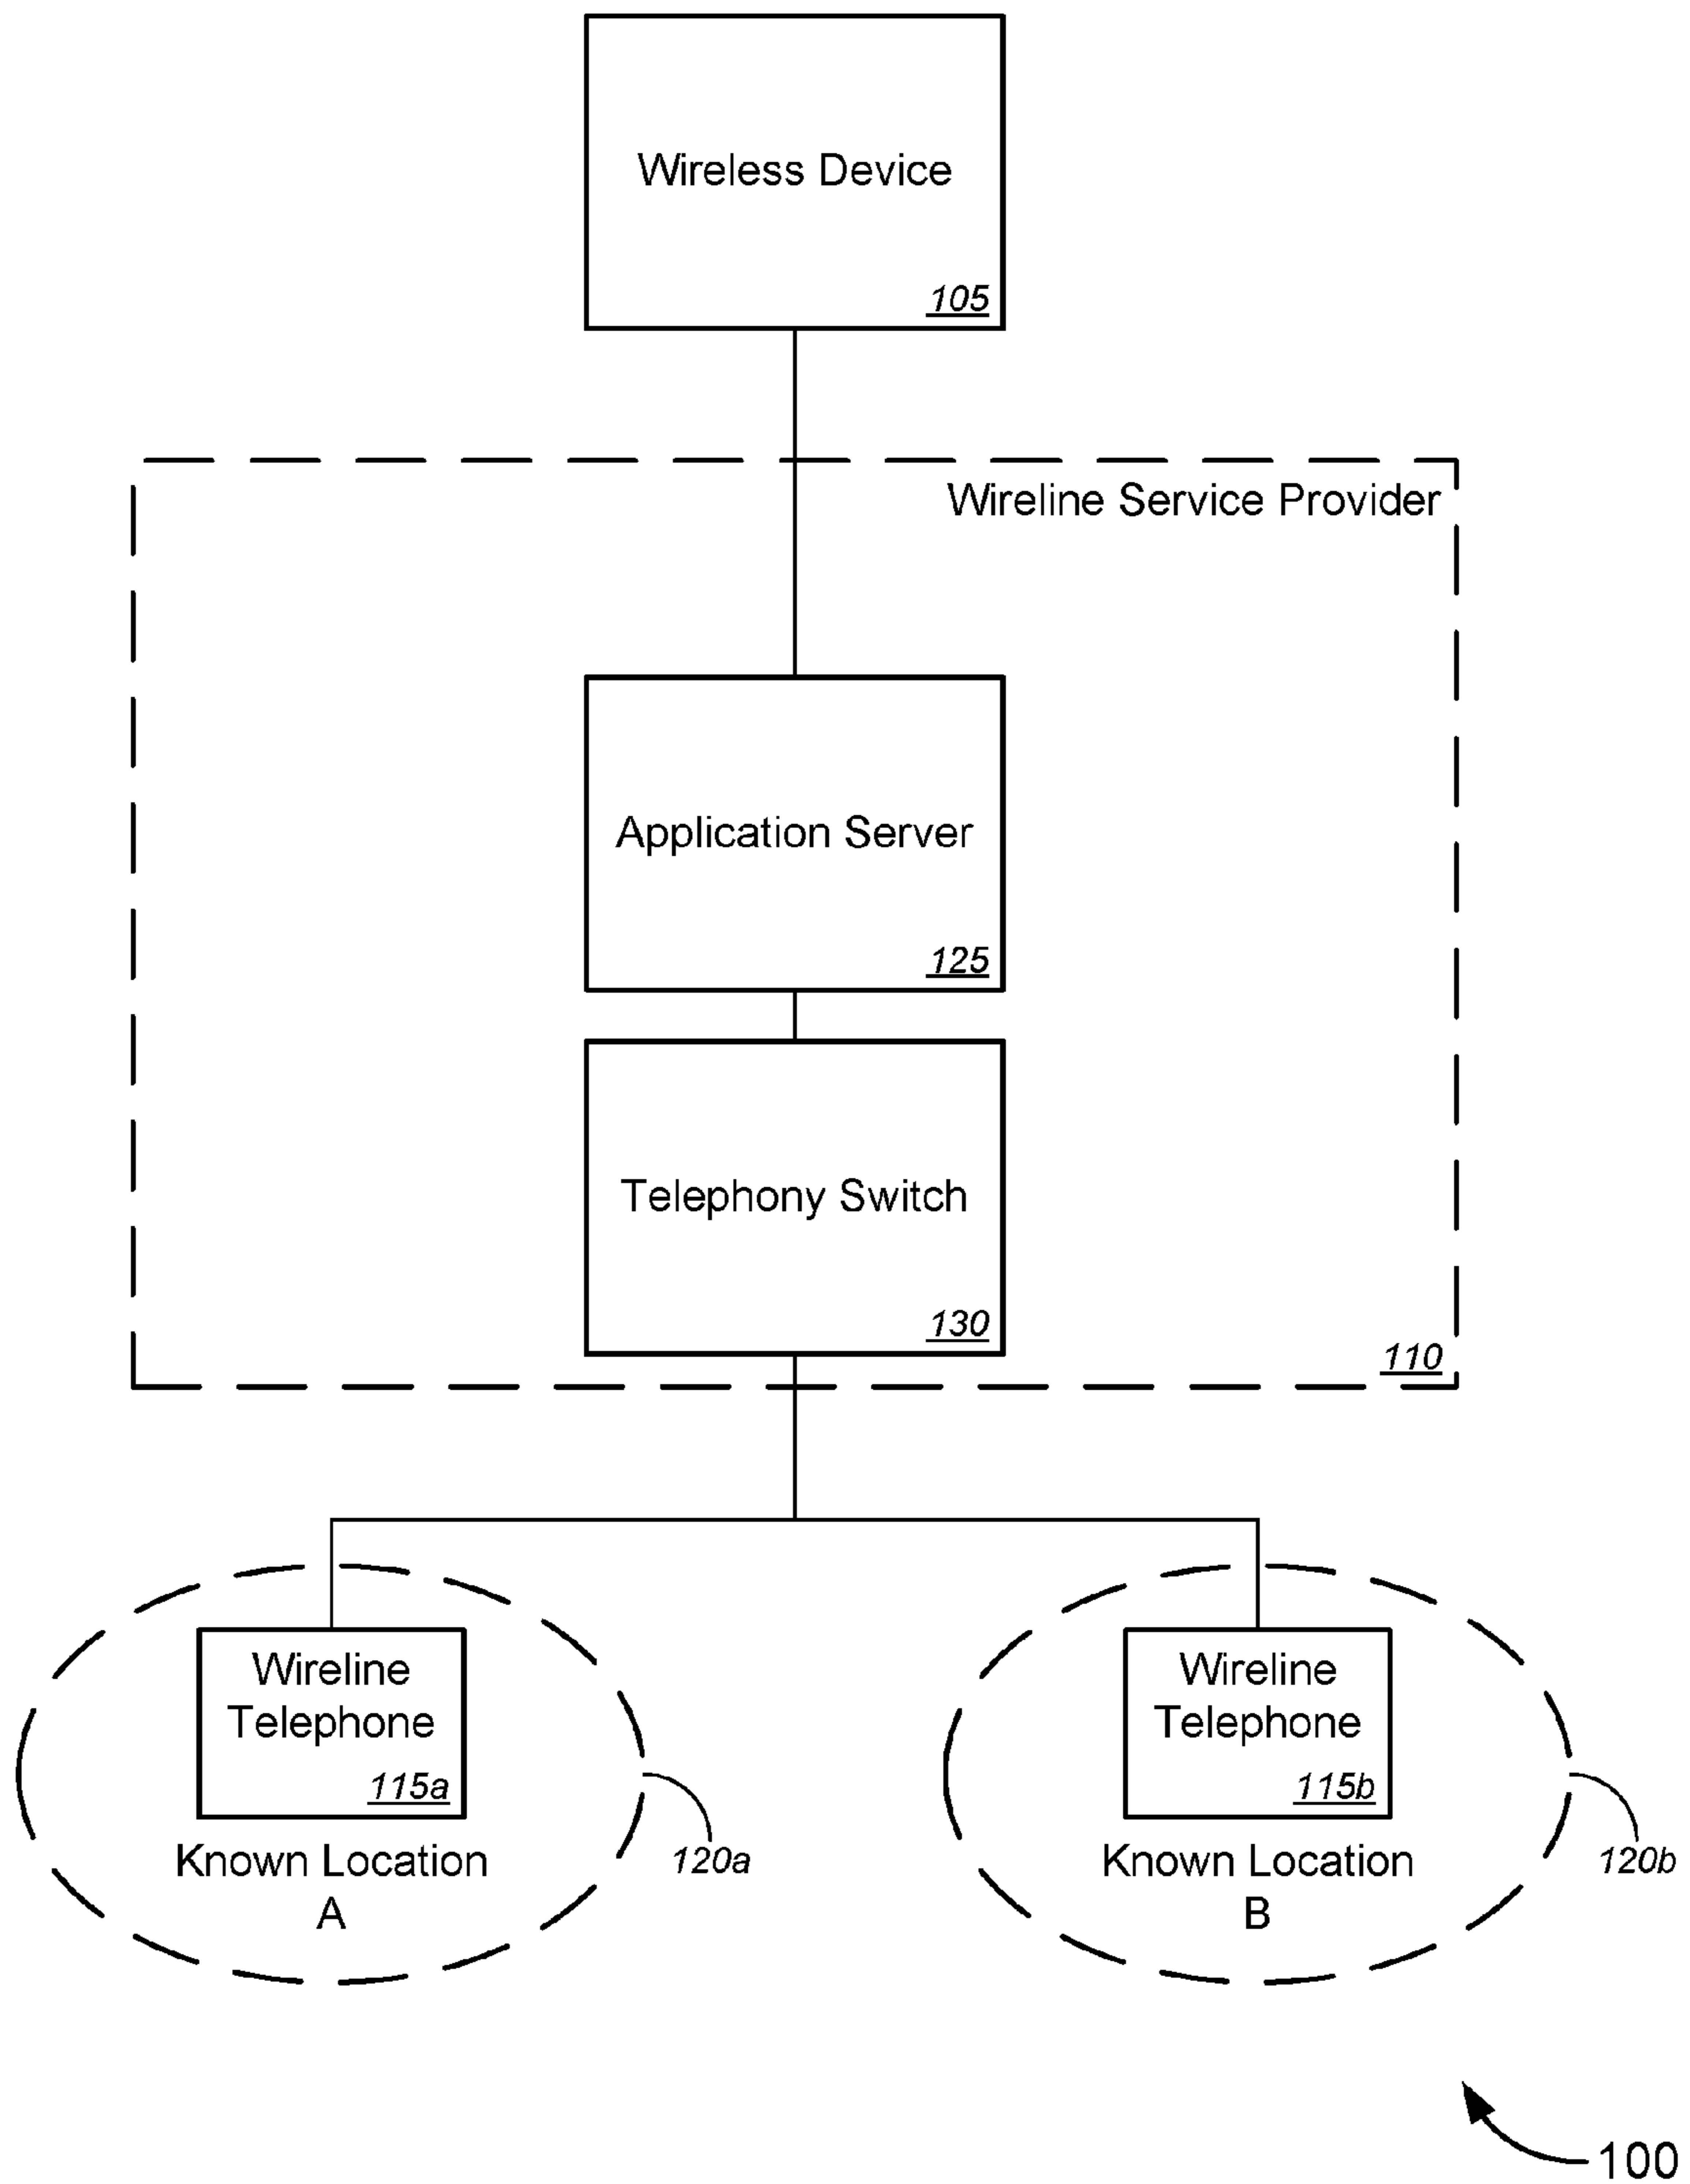 Wireless Device
105
Wireline Service Provider
Application Server
125
Telephony Switch
130
110
Wireline
Telephone
115a
Known Location
A
120a
Wireline
Telephone
115b
Known Location
B
120b
100